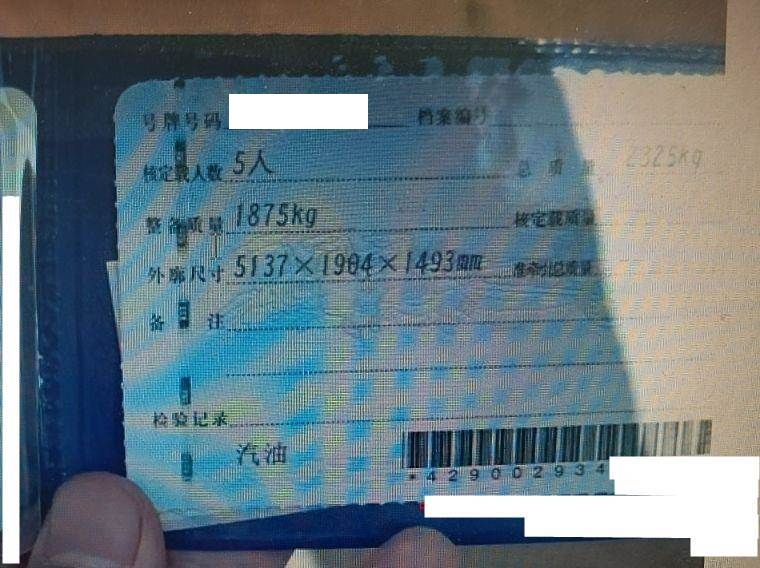 号牌号码 档案编号
核定载人数 5人 总质量 2325kg
整备质量 1875kg 核定载质量
外廓尺寸 5137×1904×1493mm 准牵引总质量
备注
检验记录
汽油
*429002934